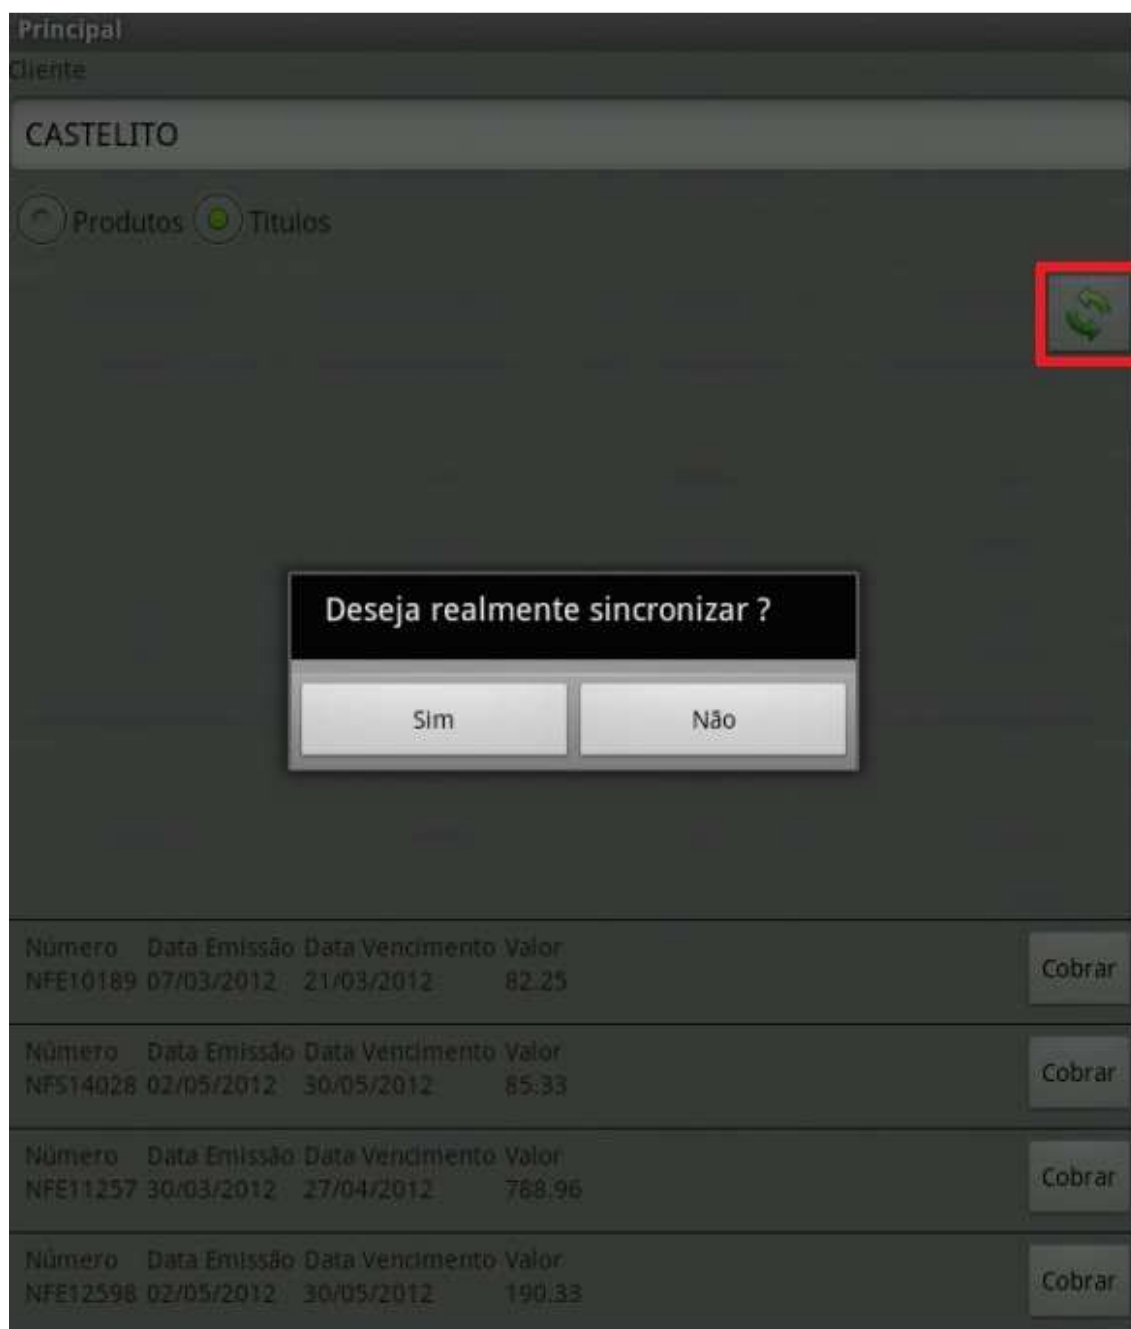 Principal
Cliente
CASTELITO
Produtos Titulos
Deseja realmente sincronizar ?
Sim Não
Número Data Emissão Data Vencimento Valor
NFE10189 07/03/2012 21/03/2012 82.25
Cobrar
Número Data Emissão Data Vencimento Valor
NFS14028 02/05/2012 30/05/2012 85.33
Cobrar
Número Data Emissão Data Vencimento Valor
NFE11257 30/03/2012 27/04/2012 788.96
Cobrar
Número Data Emissão Data Vencimento Valor
NFE12598 02/05/2012 30/05/2012 190.33
Cobrar